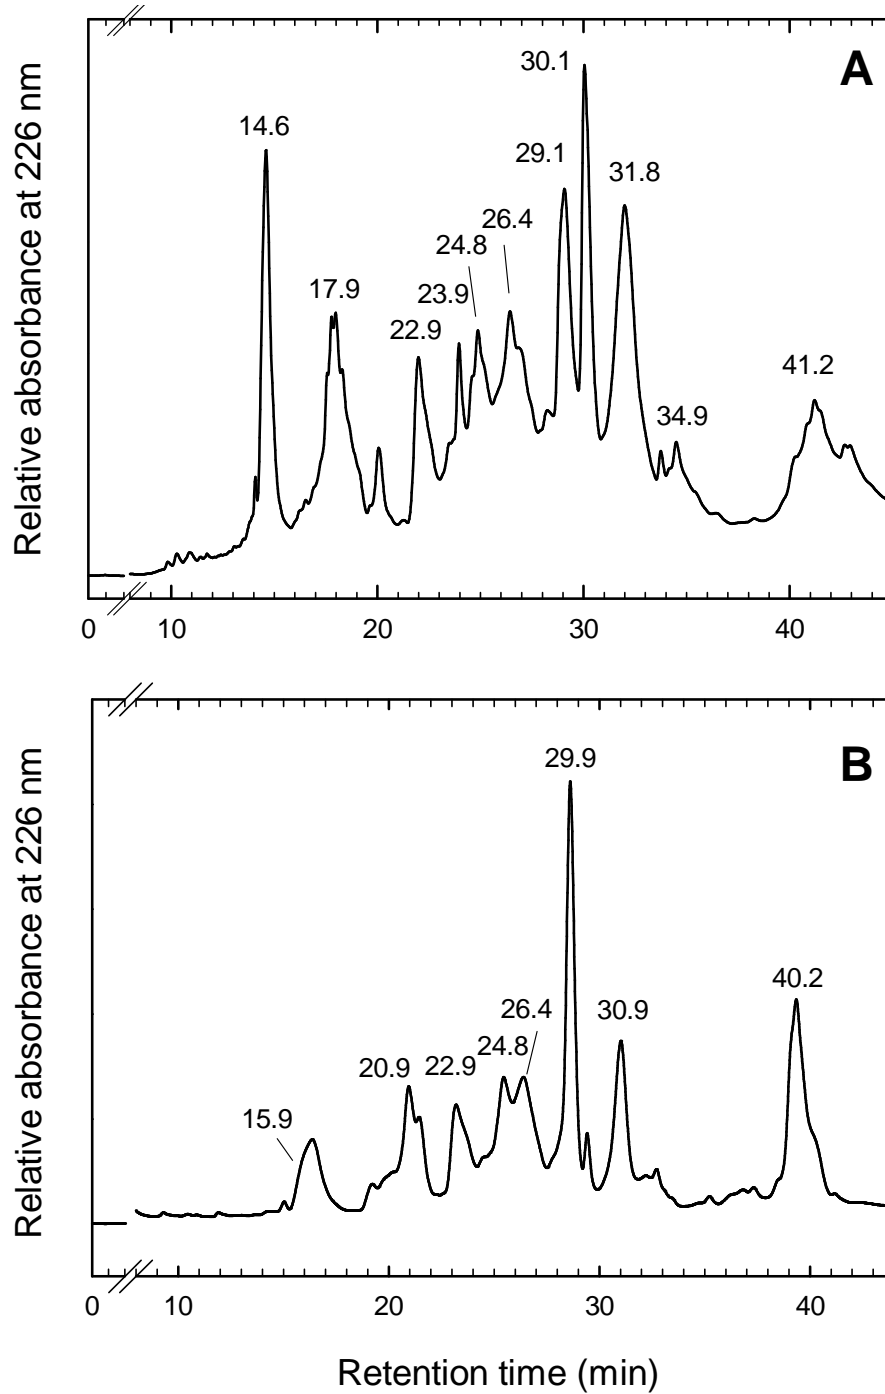 A
Relative absorbance at 226 nm
30.1
14.6
29.1
31.8
26.4
24.8
23.9
17.9
22.9
41.2
34.9
0 10 20 30 40
B
Relative absorbance at 226 nm
29.9
40.2
26.4
30.9
24.8
22.9
20.9
15.9
0 10 20 30 40
Retention time (min)